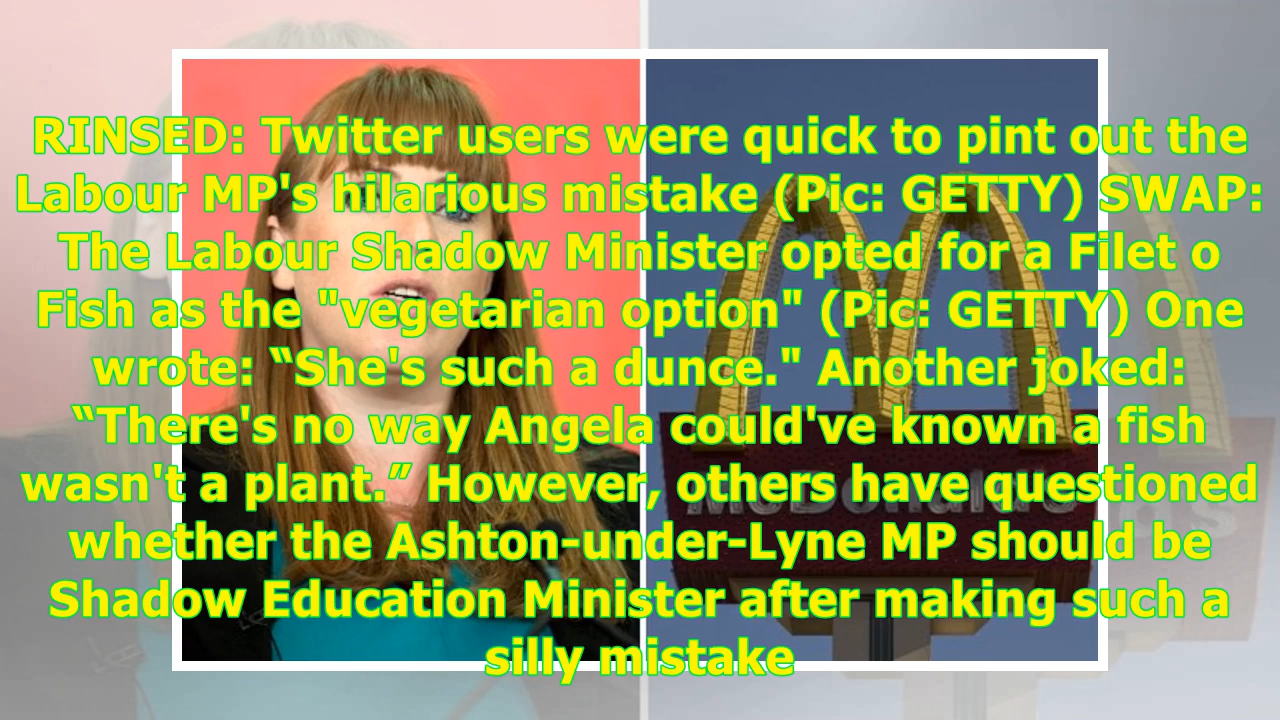 RINSED: Twitter users were quick to pint out the
Labour MP's hilarious mistake (Pic: GETTY) SWAP:
The Labour Shadow Minister opted for a Filet o
Fish as the "vegetarian option" (Pic: GETTY) One
wrote: “She's such a dunce." Another joked:
“There's no way Angela could've known a fish
wasn't a plant.” However, others have questioned
whether the Ashton-under-Lyne MP should be
Shadow Education Minister after making such a
silly mistake
McDonald's